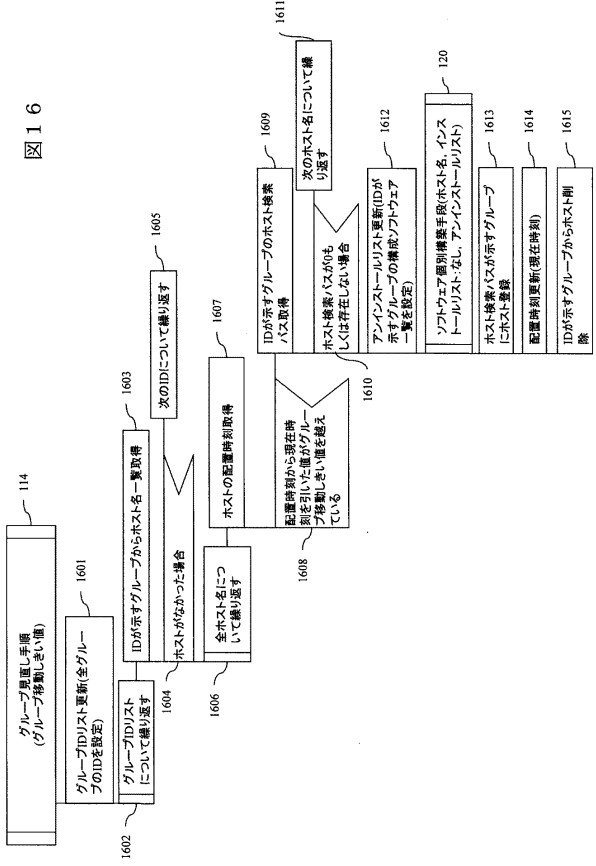 図16
グループ見直し手順
(グループ移動しきい値)
114
グループIDリスト更新(全グルー
プのIDを設定)
1601
グループIDリスト
について繰り返す
1602
IDが示すグループからホスト名一覧取得
1603
ホストがなかった場合
1604
次のIDについて繰り返す
1605
全ホスト名につ
いて繰り返す
1606
ホストの配置時刻取得
1607
配置時刻から現在時
刻を引いた値がグルー
プ移動しきい値を越え
ている
1608
IDが示すグループのホスト検索
パス取得
1609
ホスト検索パスが0も
しくは存在しない場合
1610
次のホスト名について繰
り返す
1611
アンインストールリスト更新(IDが
示すグループの構成ソフトウェア
一覧を設定)
1612
ソフトウェア個別構築手段(ホスト名, インス
トールリスト:なし, アンインストールリスト)
120
ホスト検索パスが示すグループ
にホスト登録
1613
配置時刻更新(現在時刻)
1614
IDが示すグループからホスト削
除
1615